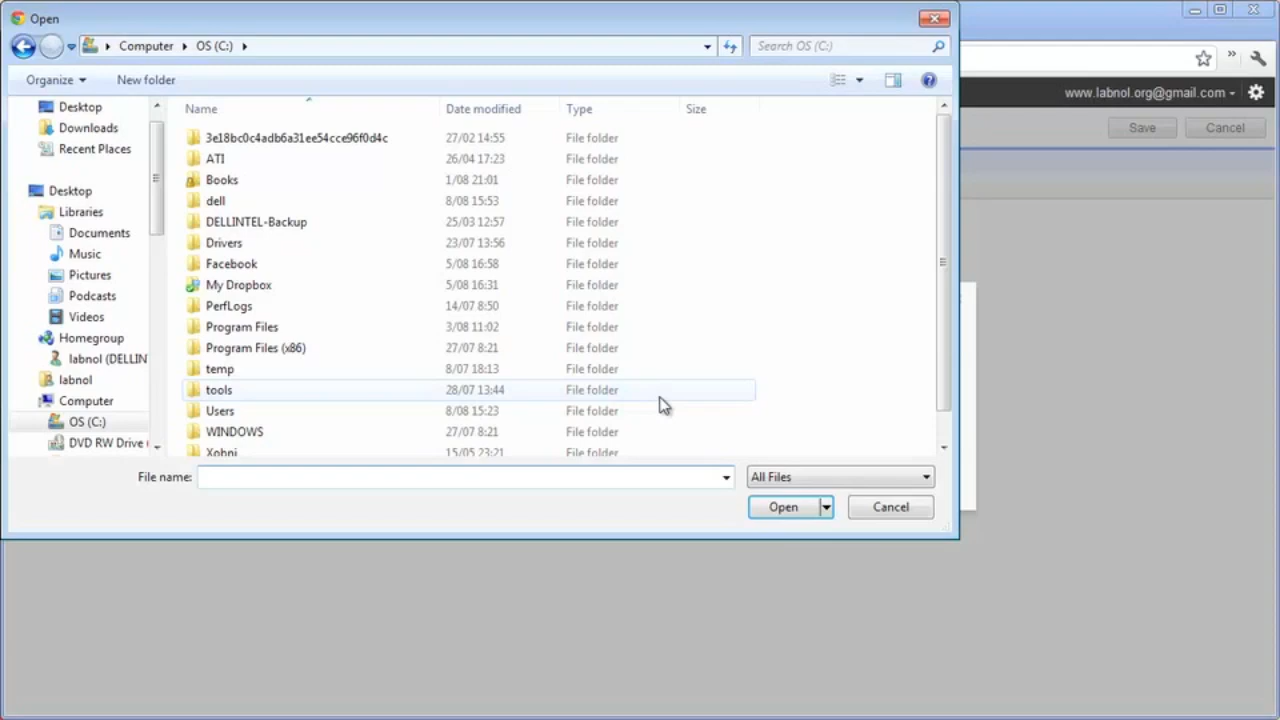 Open
Computer OS (C:) Search OS (C:)
www.labnol.org@gmail.com
Organize New folder
Save Cancel
Name Date modified Type Size
Desktop
Downloads
Recent Places
Desktop
Libraries
Documents
Music
Pictures
Podcasts
Videos
Homegroup
labnol (DELLIN
labnol
Computer
OS (C:)
DVD RW Drive (
3e18bc0c4adb6a31ee54cce96f0d4c 27/02 14:55 File folder
ATI 26/04 17:23 File folder
Books 1/08 21:01 File folder
dell 8/08 15:53 File folder
DELLINTEL-Backup 25/03 12:57 File folder
Drivers 23/07 13:56 File folder
Facebook 5/08 16:58 File folder
My Dropbox 5/08 16:31 File folder
PerfLogs 14/07 8:50 File folder
Program Files 3/08 11:02 File folder
Program Files (x86) 27/07 8:21 File folder
temp 8/07 18:13 File folder
tools 28/07 13:44 File folder
Users 8/08 15:23 File folder
WINDOWS 27/07 8:21 File folder
Xobni 15/05 23:21 File folder
File name: All Files
Open Cancel